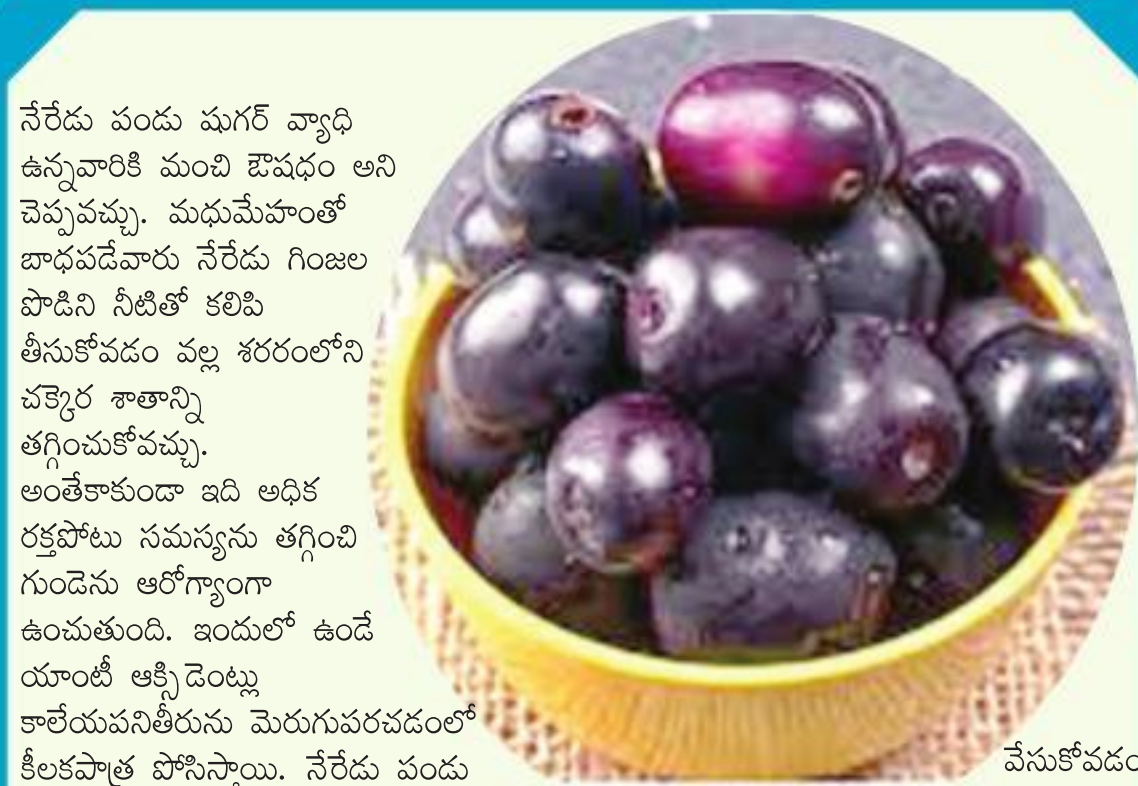 నేరేడు పండు షుగర్ వ్యాధి
ఉన్నవారికి మంచి ఔషధం అని
చెప్పవచ్చు. మధుమేహంతో
బాధపడేవారు నేరేడు గింజల
పొడిని నీటితో కలిపి
తీసుకోవడం వల్ల శరరంలోని
చక్కెర శాతాన్ని
తగ్గించుకోవచ్చు.
అంతేకాకుండా ఇది అధిక
రక్తపోటు సమస్యను తగ్గించి
గుండెను ఆరోగ్యాంగా
ఉంచుతుంది. ఇందులో ఉండే
యాంటీ ఆక్సిడెంట్లు
కాలేయపనితీరును మెరుగుపరచడంలో
కీలకపాత్ర పోసిస్తాయి. నేరేడు పండు
వేసుకోవడం